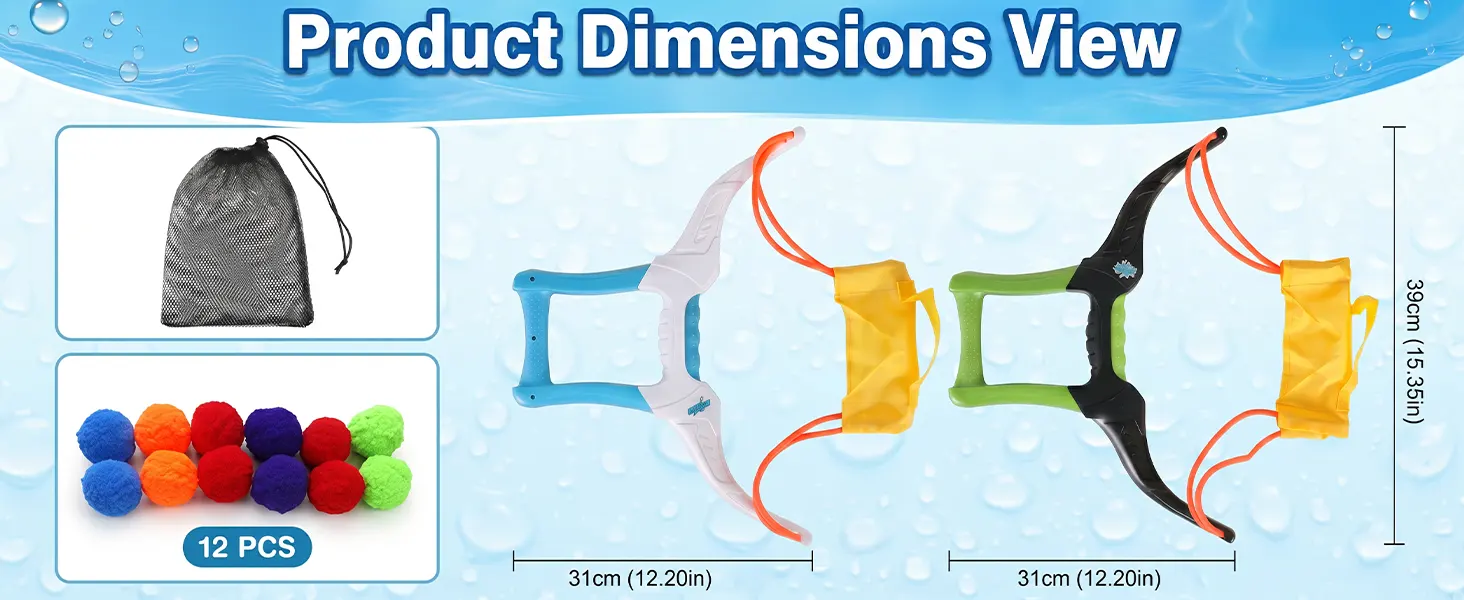 Product Dimensions View
12 PCS
31cm (12.20in)
31cm (12.20in)
39cm (15.35in)